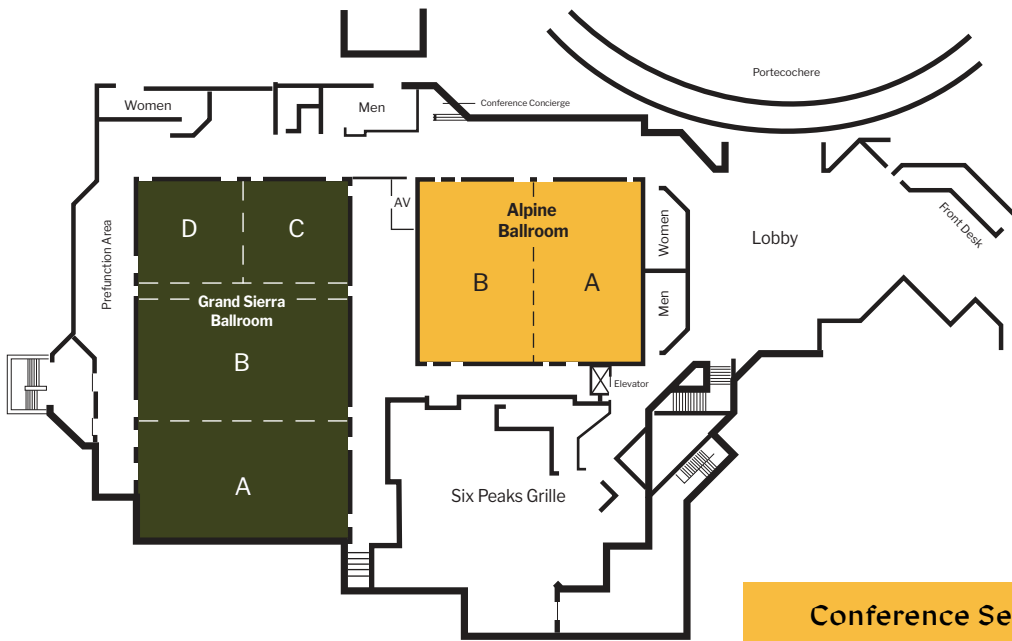 Portecochere
Women
Men
Conference Concierge
Prefunction Area
D
C
AV
Alpine
Ballroom
B
A
Women
Men
Lobby
Front Desk
Grand Sierra
Ballroom
B
A
Elevator
Six Peaks Grille
Conference Se